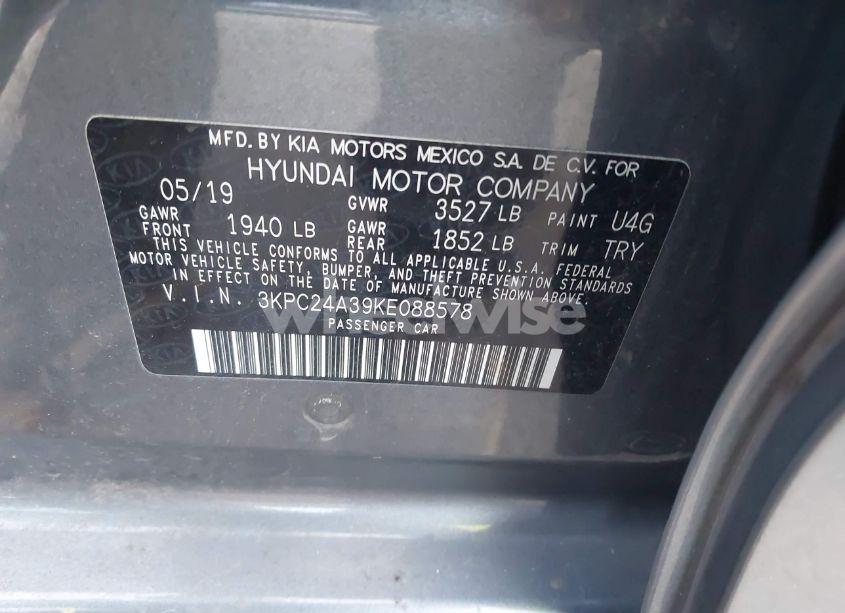 MFD. BY KIA MOTORS MEXICO S.A. DE C.V. FOR
HYUNDAI MOTOR COMPANY
05/19 GVWR 3527 LB PAINT U4G
GAWR FRONT 1940 LB GAWR REAR 1852 LB TRIM TRY
THIS VEHICLE CONFORMS TO ALL APPLICABLE U.S.A. FEDERAL
MOTOR VEHICLE SAFETY, BUMPER, AND THEFT PREVENTION STANDARDS
IN EFFECT ON THE DATE OF MANUFACTURE SHOWN ABOVE.
V.I.N. 3KPC24A39KE088578
wheelwise
PASSENGER CAR